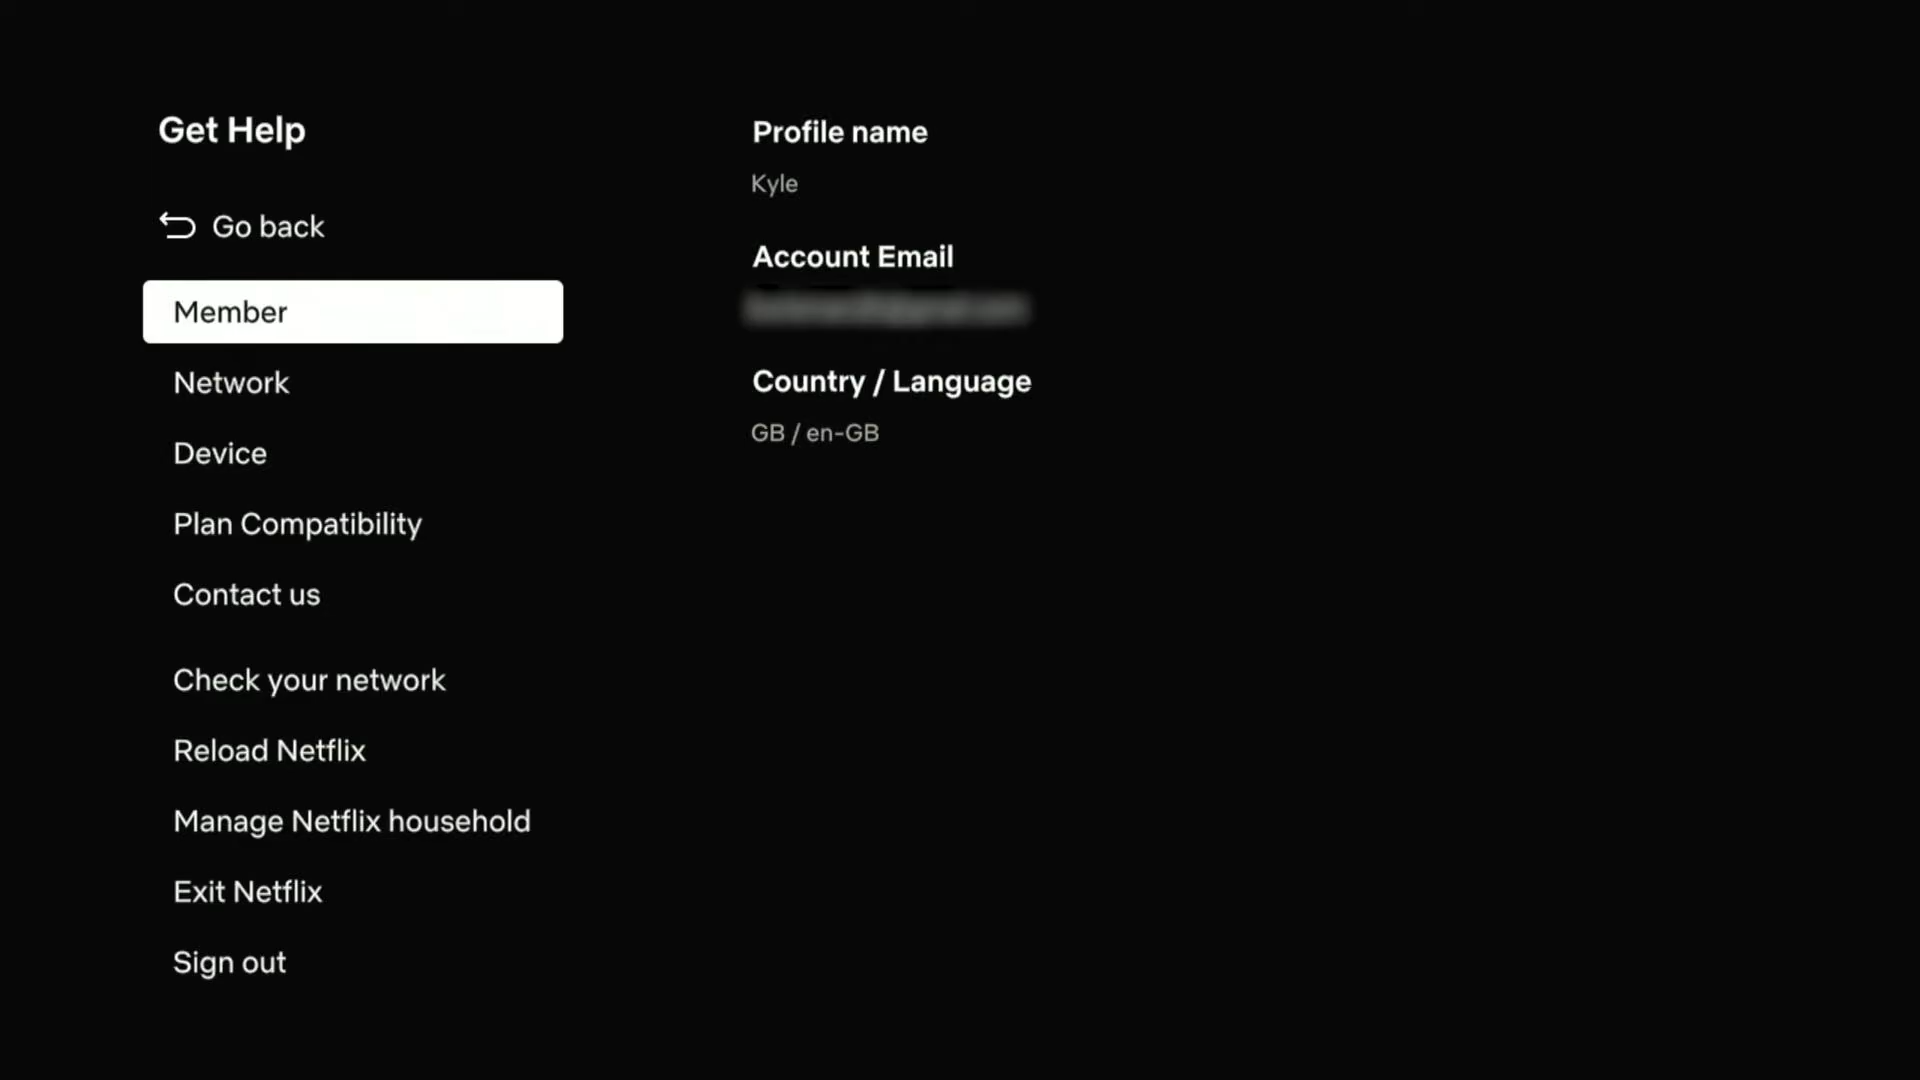 Get Help
Go back
Member
Network
Device
Plan Compatibility
Contact us
Check your network
Reload Netflix
Manage Netflix household
Exit Netflix
Sign out
Profile name
Kyle
Account Email
Country / Language
GB / en-GB